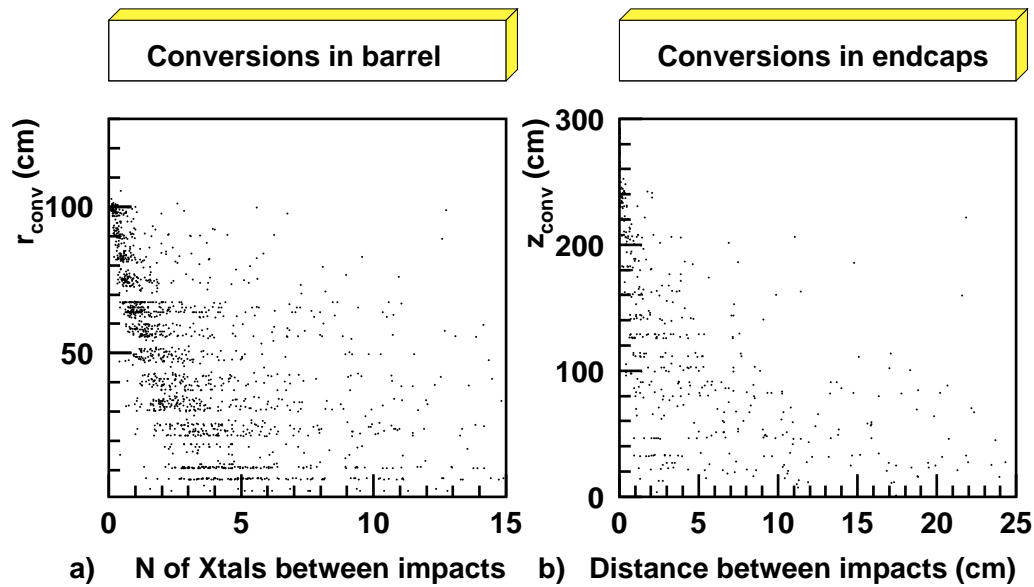 Conversions in barrel
Conversions in endcaps
r_conv (cm)
100
50
0 5 10 15
a) N of Xtals between impacts
z_conv (cm)
300
200
100
0
0 5 10 15 20 25
b) Distance between impacts (cm)